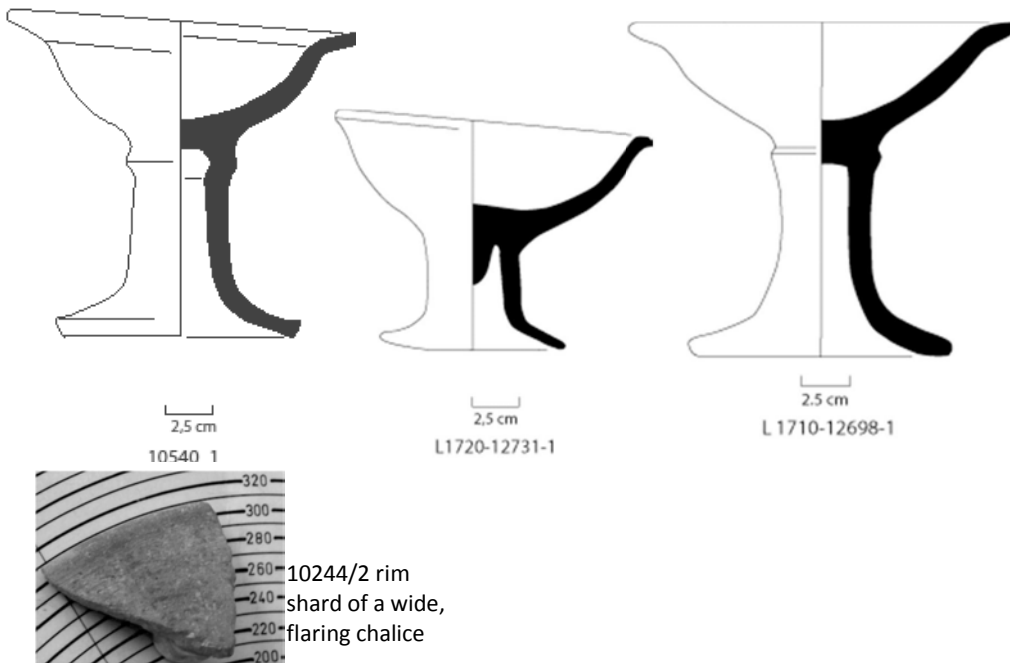 2,5 cm
10540_1
2,5 cm
L1720-12731-1
2.5 cm
L 1710-12698-1
320
300
280
260
240
220
200
10244/2 rim
shard of a wide,
flaring chalice